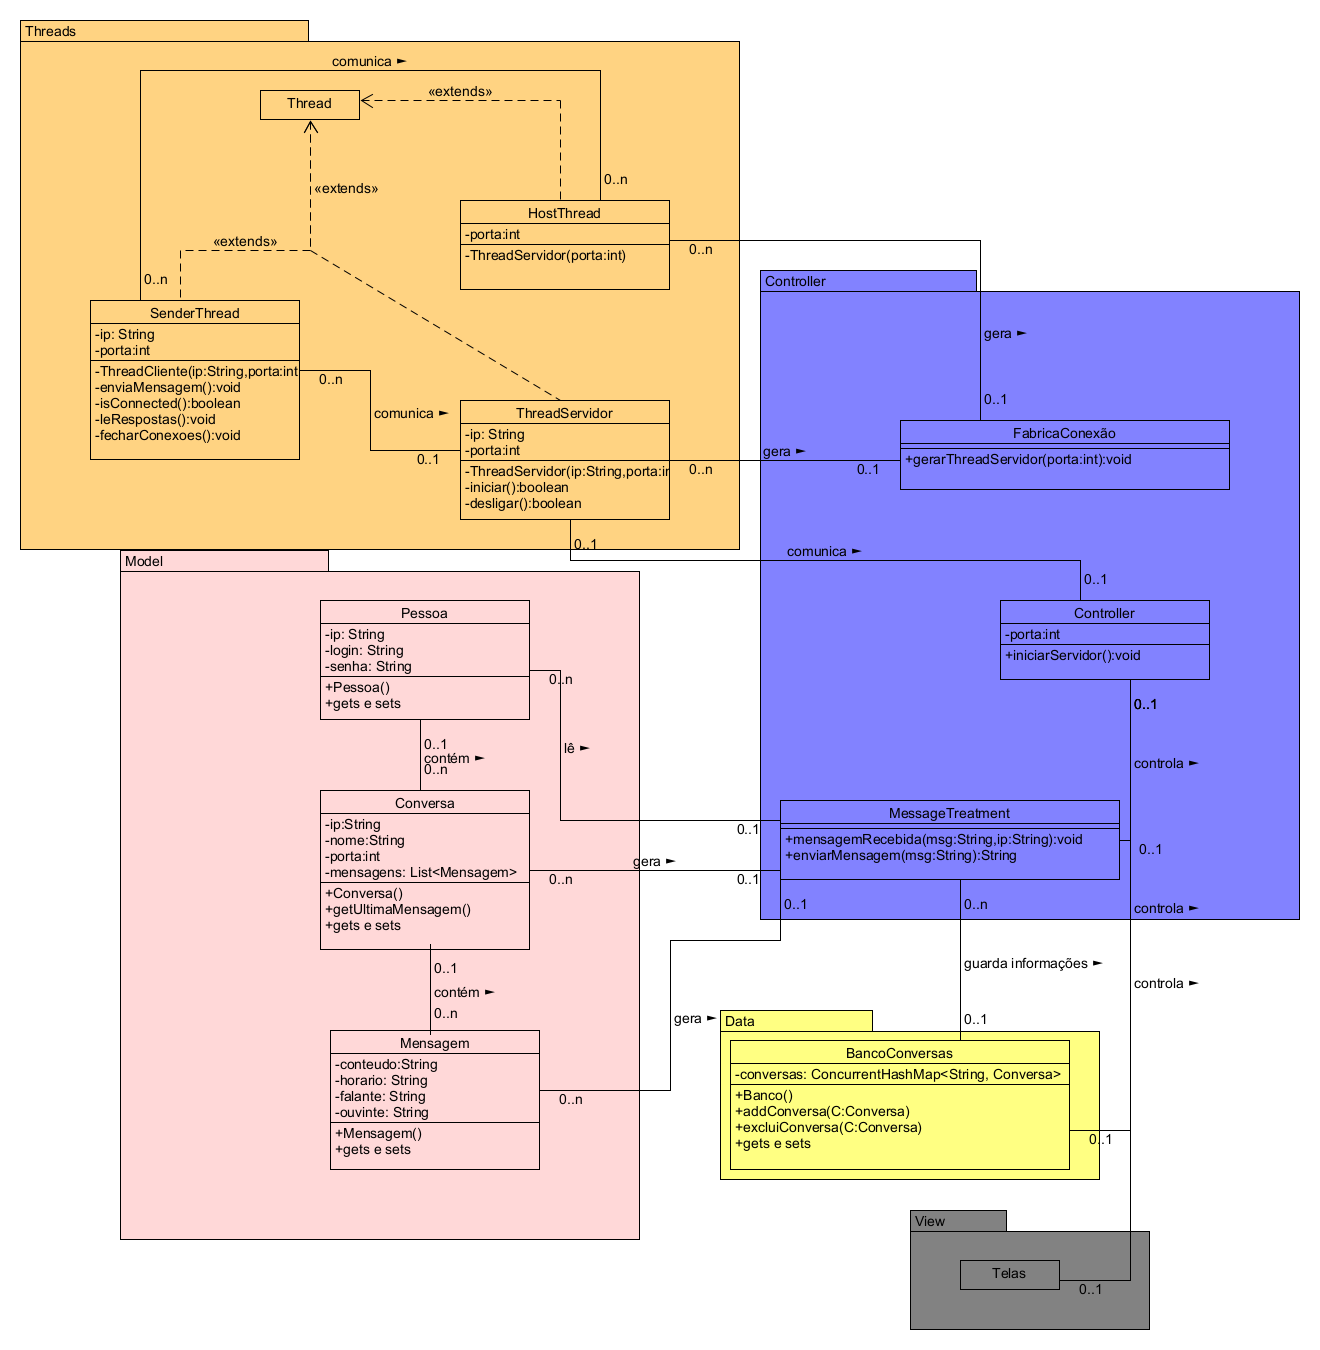 Threads
comunica ►
Thread
«extends»
«extends»
0..n
HostThread
-porta:int
-ThreadServidor(porta:int)
«extends»
0..n
0..n
SenderThread
-ip: String
-porta:int
-ThreadCliente(ip:String,porta:int
-enviaMensagem():void
-isConnected():boolean
-leRespostas():void
-fecharConexoes():void
0..n
comunica ►
0..1
ThreadServidor
-ip: String
-porta:int
-ThreadServidor(ip:String,porta:in
-iniciar():boolean
-desligar():boolean
0..n
gera ►
0..1
0..1
comunica ►
0..1
Controller
gera ►
0..1
FabricaConexão
+gerarThreadServidor(porta:int):void
Controller
-porta:int
+iniciarServidor():void
0..1
controla ►
MessageTreatment
+mensagemRecebida(msg:String,ip:String):void
+enviarMensagem(msg:String):String
0..1
controla ►
0..1
0..n
guarda informações ►
0..1
controla ►
Model
Pessoa
-ip: String
-login: String
-senha: String
+Pessoa()
+gets e sets
0..n
lê ►
0..1
0..1
contém ►
0..n
Conversa
-ip:String
-nome:String
-porta:int
-mensagens: List<Mensagem>
+Conversa()
+getUltimaMensagem()
+gets e sets
gera ►
0..n
0..1
0..1
contém ►
0..n
Mensagem
-conteudo:String
-horario: String
-falante: String
-ouvinte: String
+Mensagem()
+gets e sets
0..n
gera ►
Data
BancoConversas
-conversas: ConcurrentHashMap<String, Conversa>
+Banco()
+addConversa(C:Conversa)
+excluiConversa(C:Conversa)
+gets e sets
0..1
View
Telas
0..1